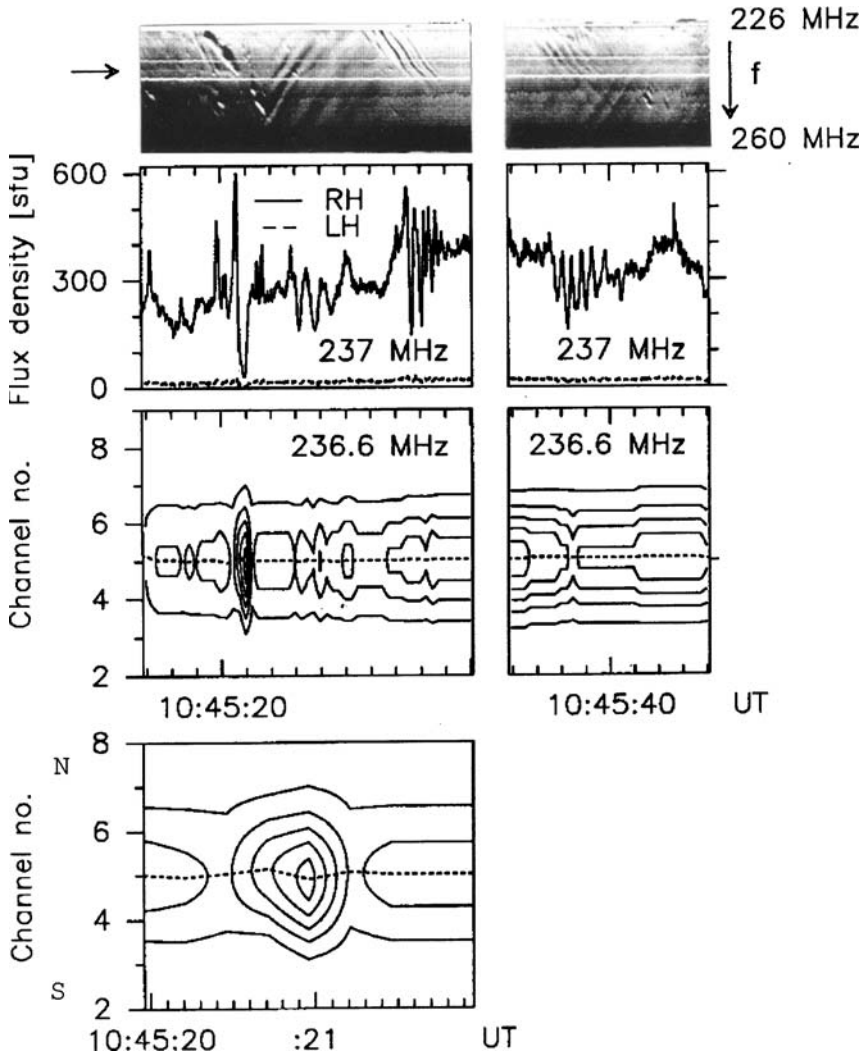 226 MHz
f
260 MHz
Flux density [sfu]
600
300
0
RH
LH
237 MHz
237 MHz
Channel no.
8
6
4
2
236.6 MHz
236.6 MHz
10:45:20
10:45:40
UT
Channel no.
N
S
8
6
4
2
10:45:20
:21
UT